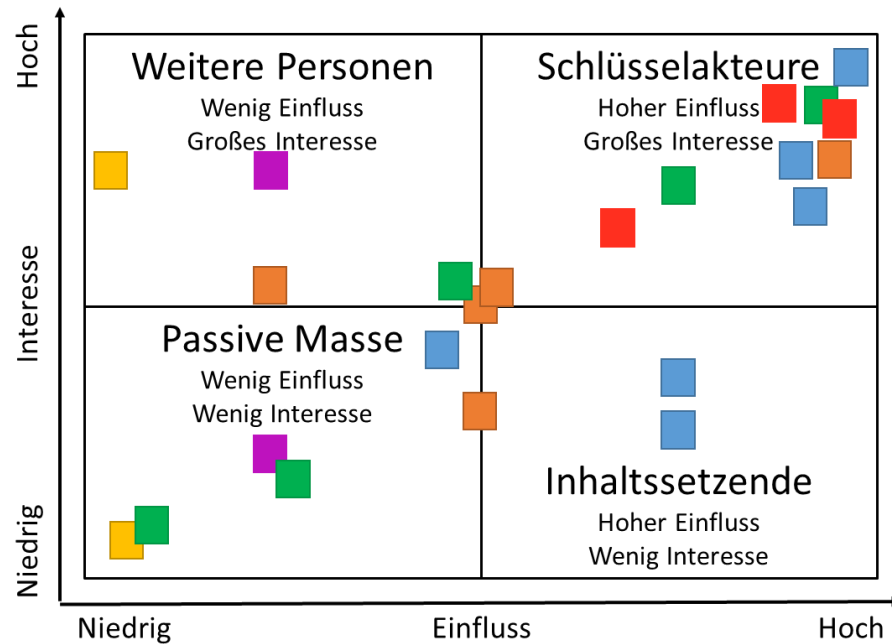 Hoch
Interesse
Niedrig
Weitere Personen
Wenig Einfluss
Großes Interesse
Schlüsselakteure
Hoher Einfluss
Großes Interesse
Passive Masse
Wenig Einfluss
Wenig Interesse
Inhaltssetzende
Hoher Einfluss
Wenig Interesse
Niedrig
Einfluss
Hoch